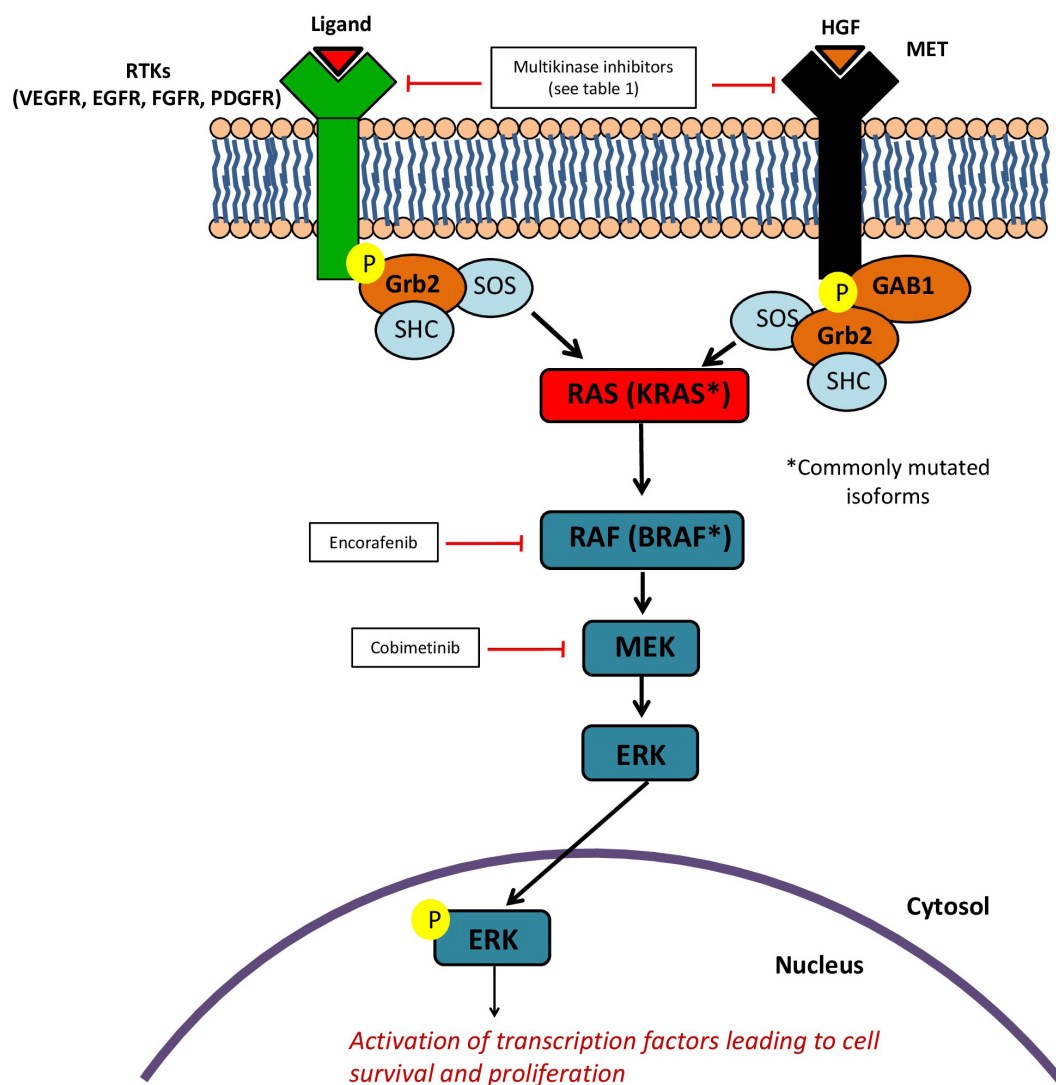 Ligand
HGF
MET
RTKs
(VEGFR, EGFR, FGFR, PDGFR)
Multikinase inhibitors
(see table 1)
P
Grb2
SOS
SHC
P
GAB1
SOS
Grb2
SHC
RAS (KRAS*)
*Commonly mutated
isoforms
Encorafenib
RAF (BRAF*)
Cobimetinib
MEK
ERK
Cytosol
P
ERK
Nucleus
Activation of transcription factors leading to cell
survival and proliferation